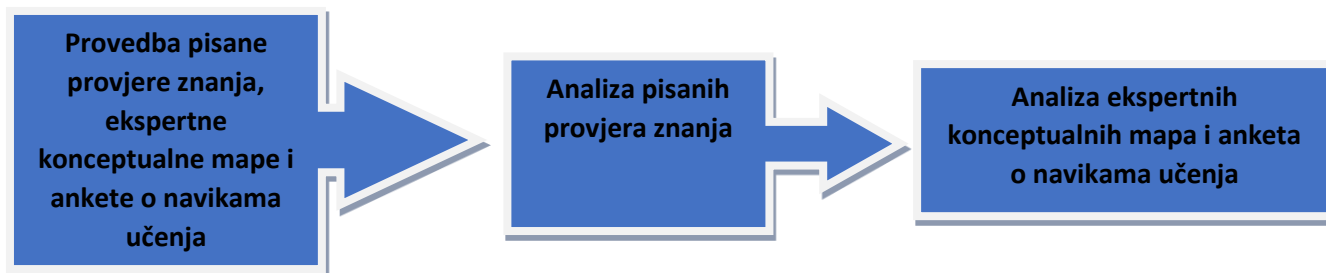 Provedba pisane
provjere znanja,
ekspertne
konceptualne mape i
ankete o navikama
učenja
Analiza pisanih
provjera znanja
Analiza ekspertnih
konceptualnih mapa i anketa
o navikama učenja